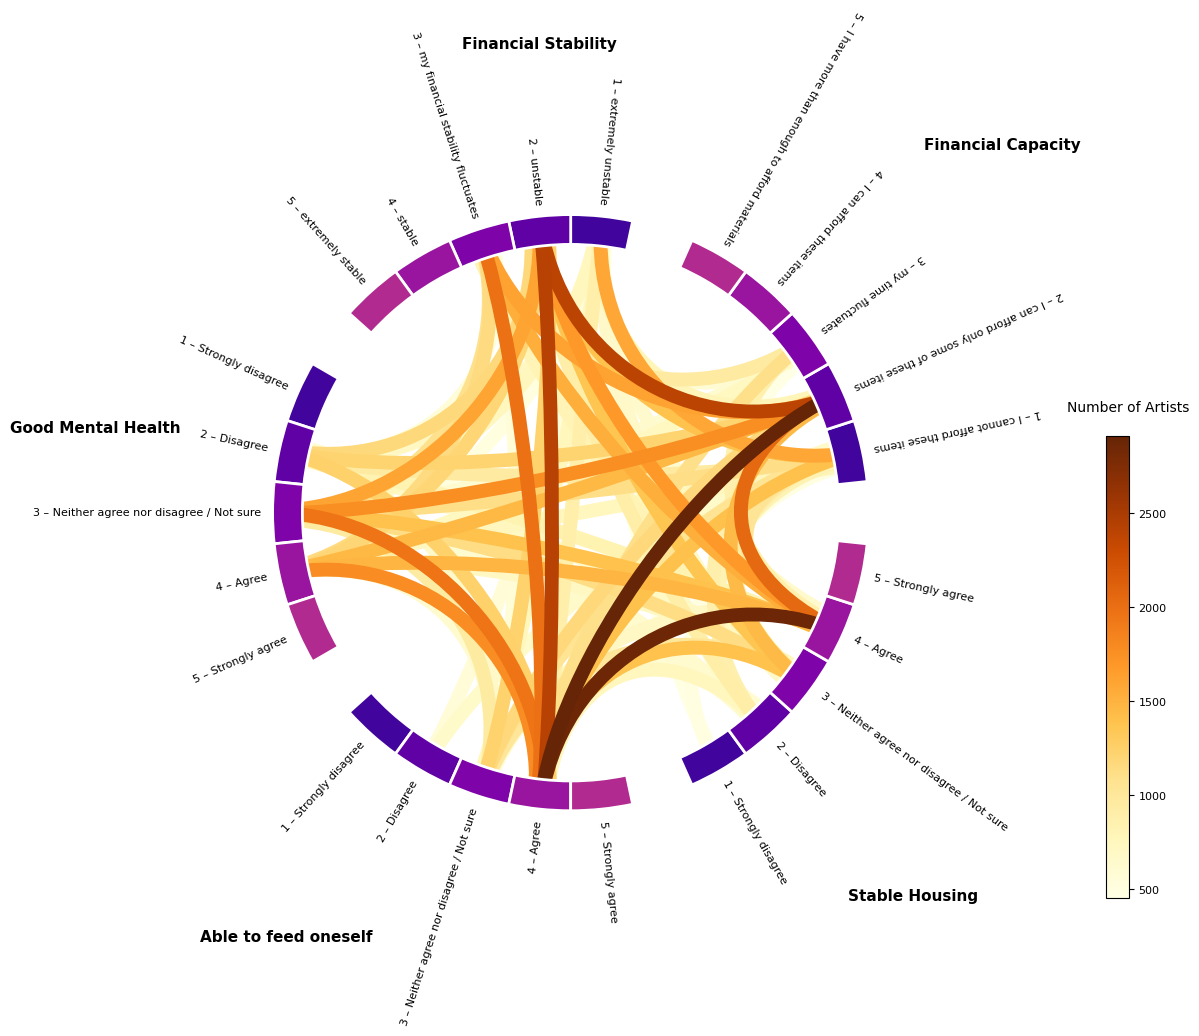 Financial Stability
5 – extremely stable
4 – stable
3 – my financial stability fluctuates
2 – unstable
1 – extremely unstable
Financial Capacity
5 – I have more than enough to afford materials
4 – I can afford these items
3 – my time fluctuates
2 – I can afford only some of these items
1 – I cannot afford these items
Good Mental Health
1 – Strongly disagree
2 – Disagree
3 – Neither agree nor disagree / Not sure
4 – Agree
5 – Strongly agree
Able to feed oneself
1 – Strongly disagree
2 – Disagree
3 – Neither agree nor disagree / Not sure
4 – Agree
5 – Strongly agree
Stable Housing
5 – Strongly agree
4 – Agree
3 – Neither agree nor disagree / Not sure
2 – Disagree
1 – Strongly disagree
Number of Artists
2500
2000
1500
1000
500